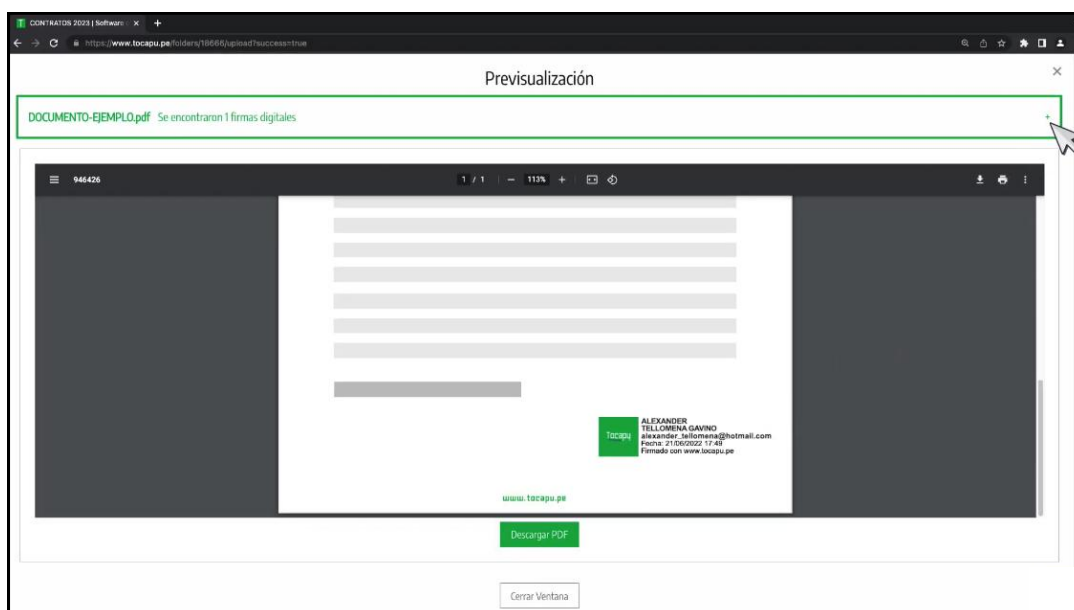 CONTRATOS 2023 | Software
https://www.tocapu.pe/folders/18666/upload?success=true
Previsualización
DOCUMENTO-EJEMPLO.pdf Se encontraron 1 firmas digitales
946426 1 / 1 113%
Tocapu
ALEXANDER
TELLOMENA GAVINO
alexander_tellomena@hotmail.com
Fecha: 21/06/2022 17:49
Firmado con www.tocapu.pe
www.tocapu.pe
Descargar PDF
Cerrar Ventana